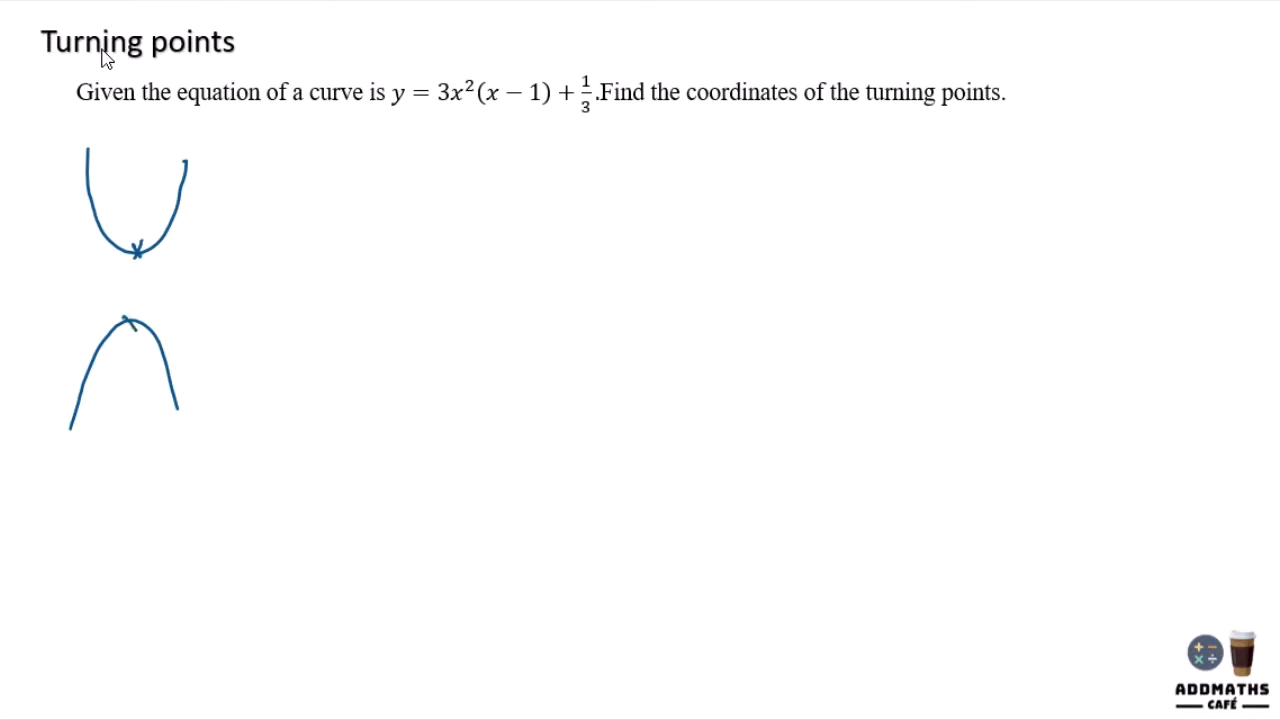 Turning points
Given the equation of a curve is y = 3x²(x − 1) + 1/3.Find the coordinates of the turning points.
+ −
× ÷
ADDMATHS
CAFÉ